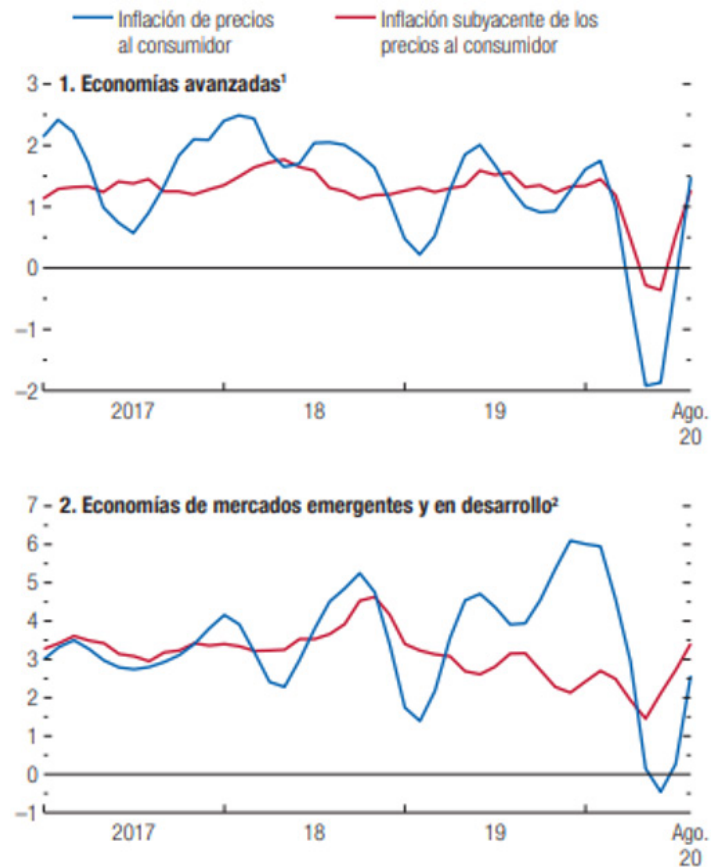 Inflación de precios
al consumidor
Inflación subyacente de los
precios al consumidor
1. Economías avanzadas¹
3
2
1
0
–1
–2
2017 18 19 Ago.
20
2. Economías de mercados emergentes y en desarrollo²
7
6
5
4
3
2
1
0
–1
2017 18 19 Ago.
20